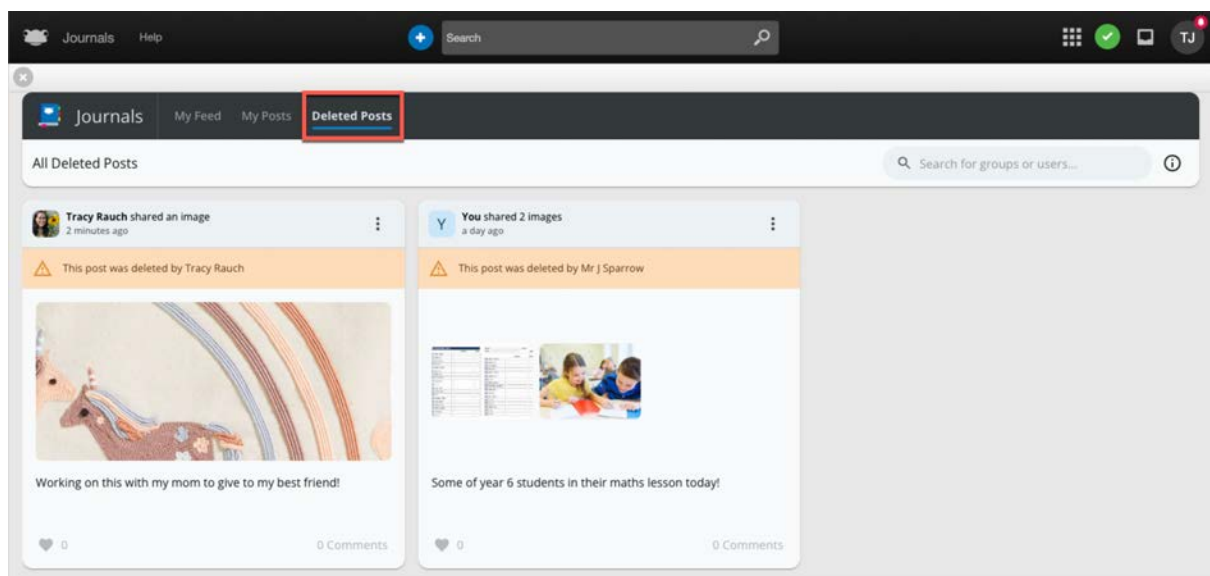 Journals Help Search TJ
Journals My Feed My Posts Deleted Posts
All Deleted Posts Search for groups or users...
Tracy Rauch shared an image
2 minutes ago
This post was deleted by Tracy Rauch
Working on this with my mom to give to my best friend!
0 0 Comments
Y You shared 2 images
a day ago
This post was deleted by Mr J Sparrow
Some of year 6 students in their maths lesson today!
0 0 Comments